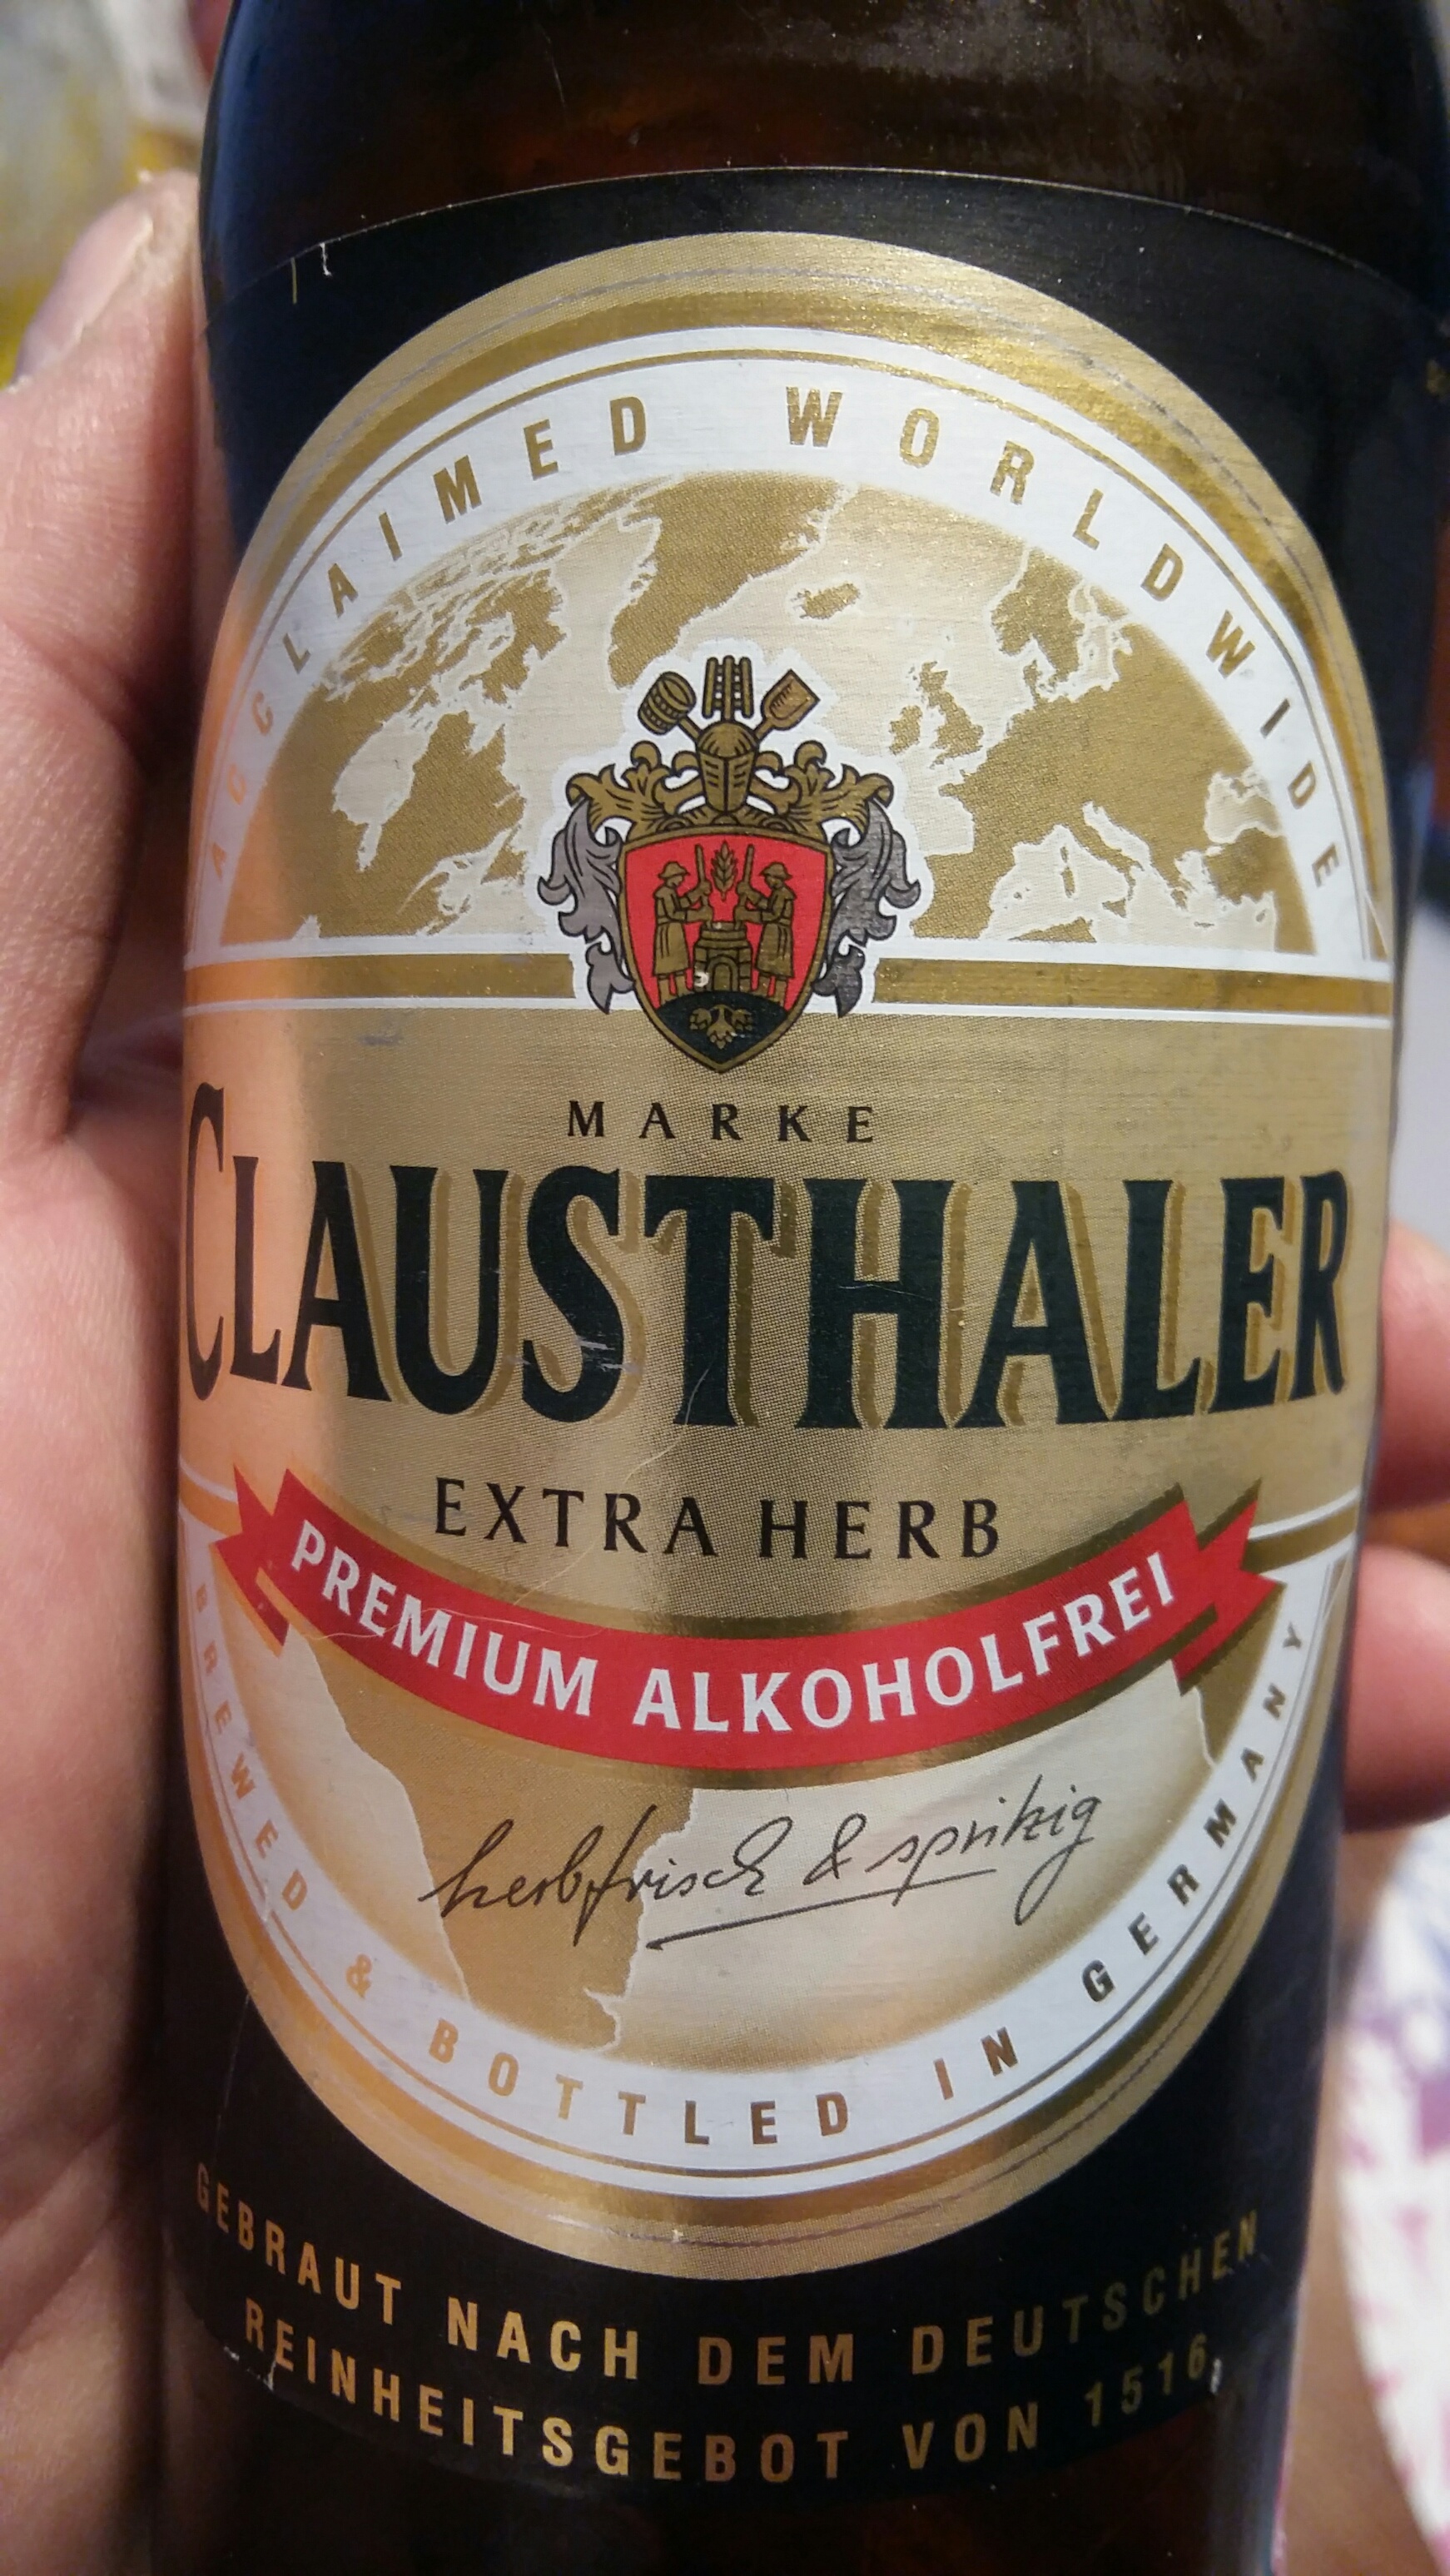 ACCLAIMED WORLDWIDE
MARKE
CLAUSTHALER
EXTRA HERB
PREMIUM ALKOHOLFREI
herbfrisch & spritzig
BREWED & BOTTLED IN GERMANY
GEBRAUT NACH DEM DEUTSCHEN
REINHEITSGEBOT VON 1516